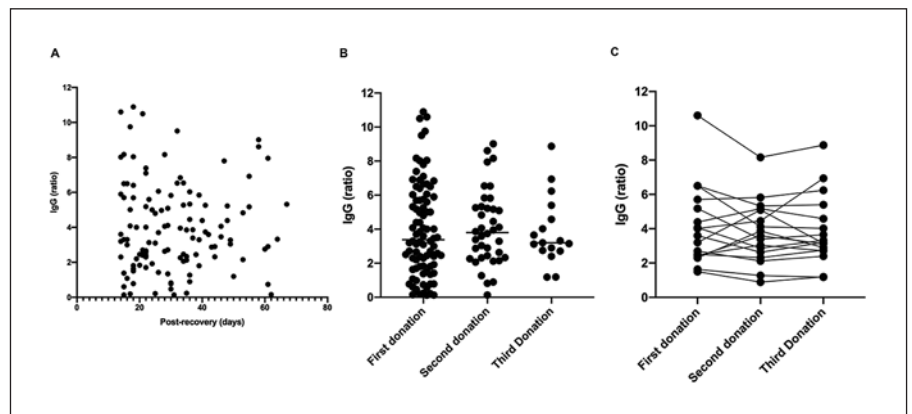 A
B
C
IgG (ratio)
12
10
8
6
4
2
0
0
20
40
60
80
Post-recovery (days)
IgG (ratio)
12
10
8
6
4
2
0
First donation
Second donation
Third Donation
IgG (ratio)
12
10
8
6
4
2
0
First donation
Second donation
Third Donation